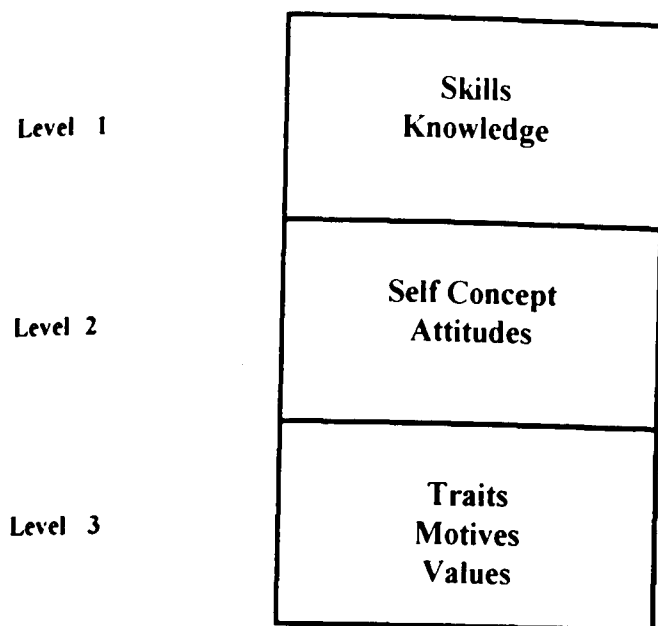 Level 1
Skills
Knowledge
Level 2
Self Concept
Attitudes
Level 3
Traits
Motives
Values